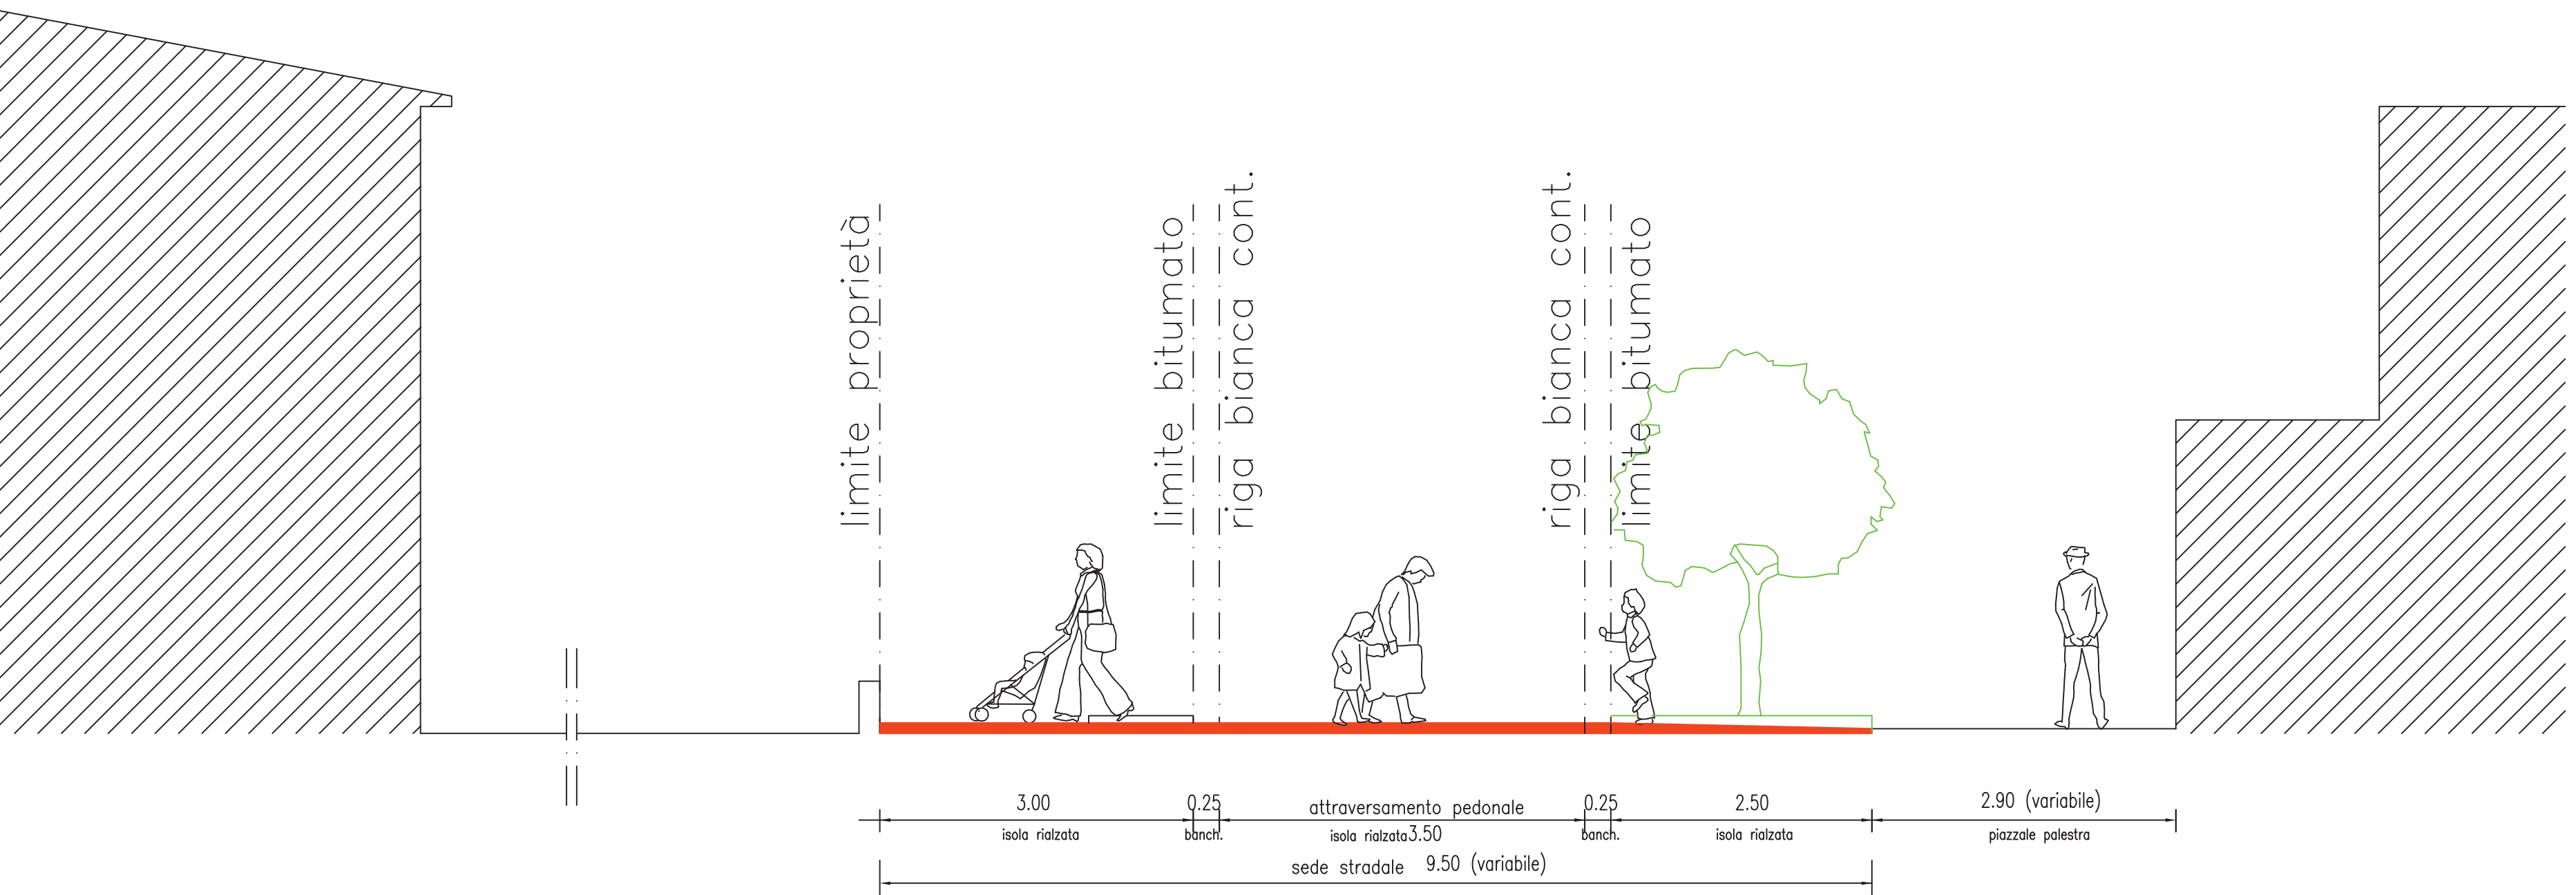 limite proprietà
limite bitumato
riga bianca cont.
riga bianca cont.
limite bitumato
3.00
isola rialzata
0.25
banch.
attraversamento pedonale
isola rialzata 3.50
0.25
banch.
2.50
isola rialzata
2.90 (variabile)
piazzale palestra
sede stradale 9.50 (variabile)